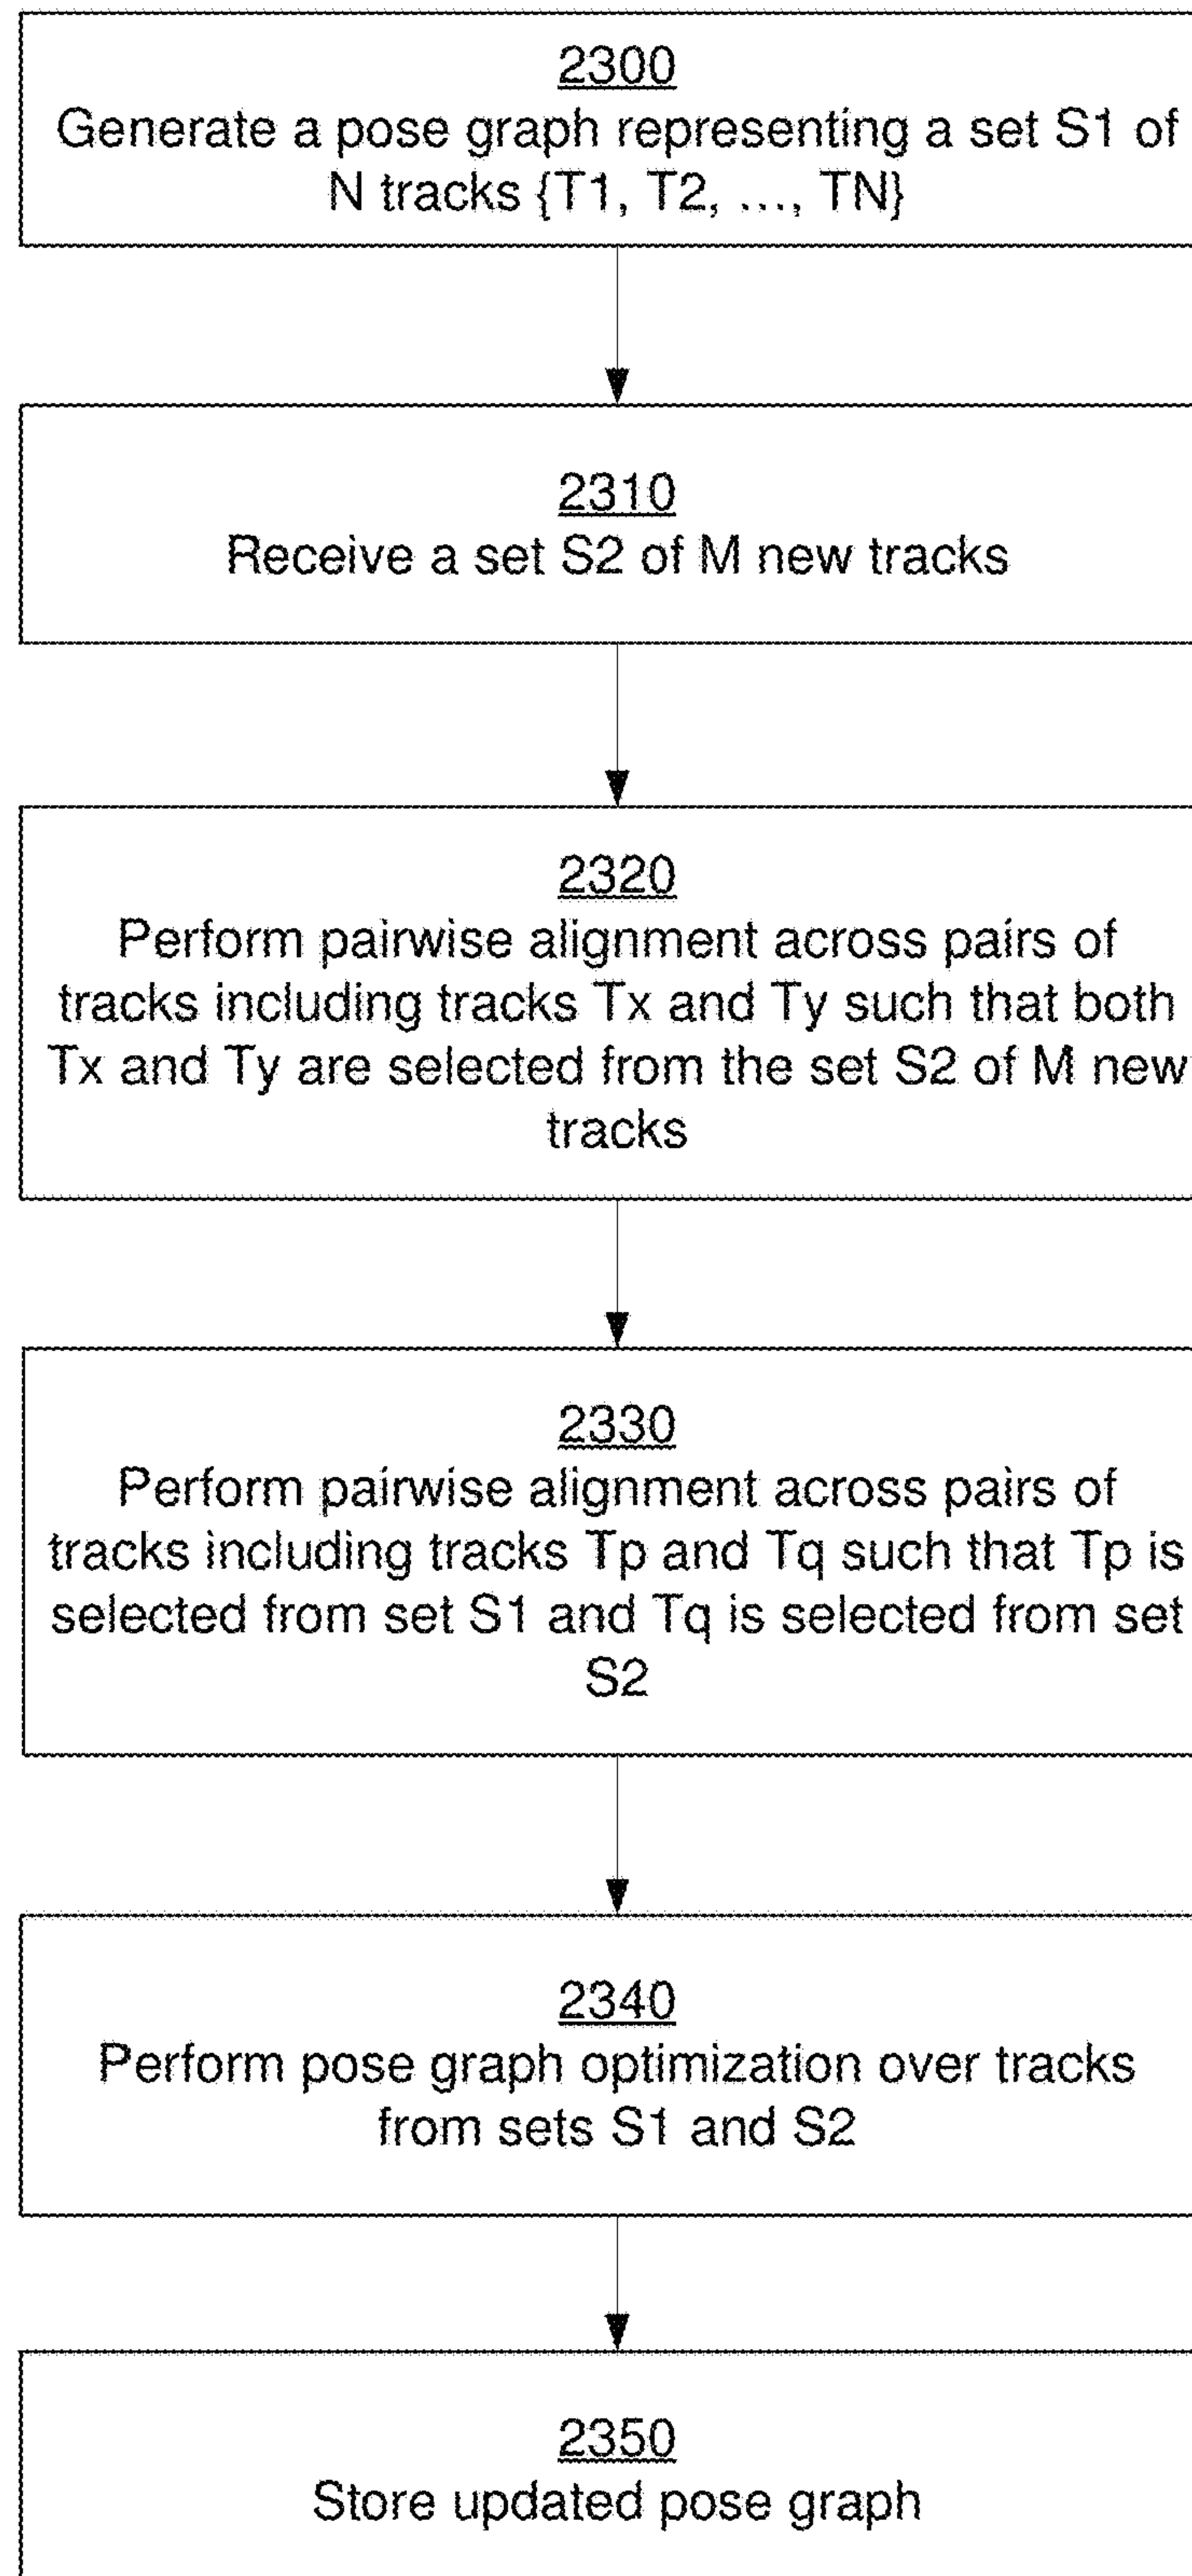 2300
Generate a pose graph representing a set S1 of
N tracks {T1, T2, ..., TN}
2310
Receive a set S2 of M new tracks
2320
Perform pairwise alignment across pairs of
tracks including tracks Tx and Ty such that both
Tx and Ty are selected from the set S2 of M new
tracks
2330
Perform pairwise alignment across pairs of
tracks including tracks Tp and Tq such that Tp is
selected from set S1 and Tq is selected from set
S2
2340
Perform pose graph optimization over tracks
from sets S1 and S2
2350
Store updated pose graph